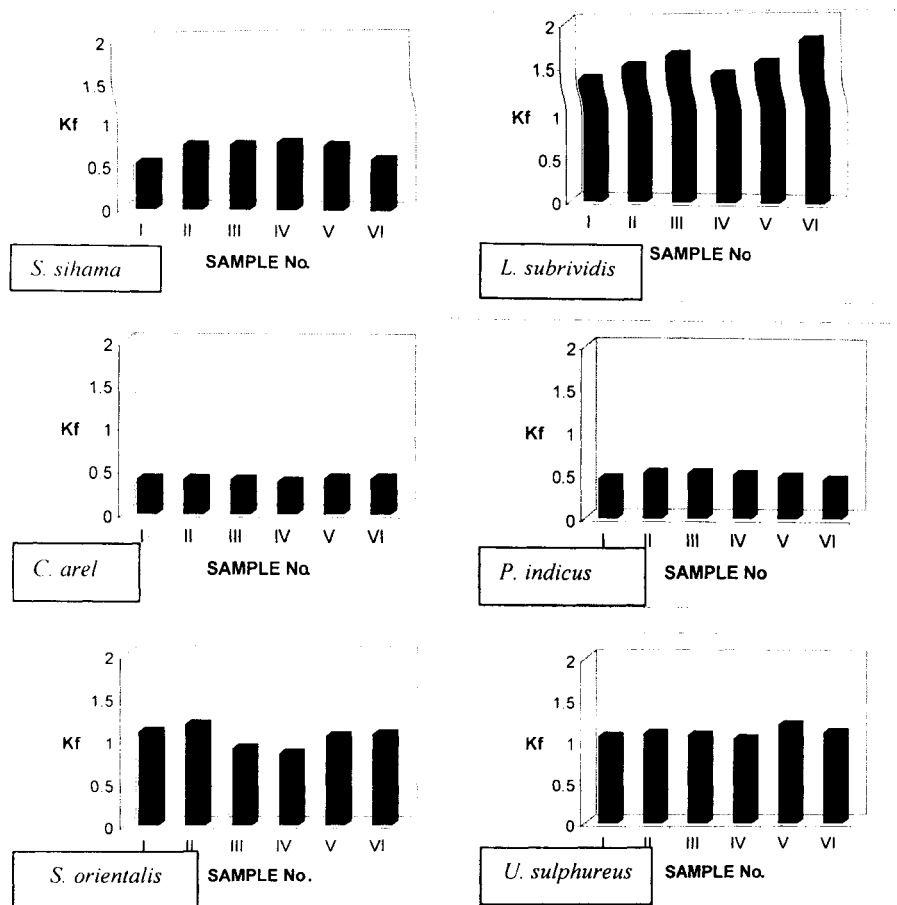 2
1.5
Kf 1
0.5
0
I II III IV V VI
S. sihama
SAMPLE No.
2
1.5
Kf 1
0.5
0
I II III IV V VI
L. subrividis
SAMPLE No
2
1.5
Kf 1
0.5
0
I II III IV V VI
C. arel
SAMPLE No.
2
1.5
Kf 1
0.5
0
I II III IV V VI
P. indicus
SAMPLE No
2
1.5
Kf 1
0.5
0
I II III IV V VI
S. orientalis
SAMPLE No.
2
1.5
Kf 1
0.5
0
I II III IV V VI
U. sulphureus
SAMPLE No.